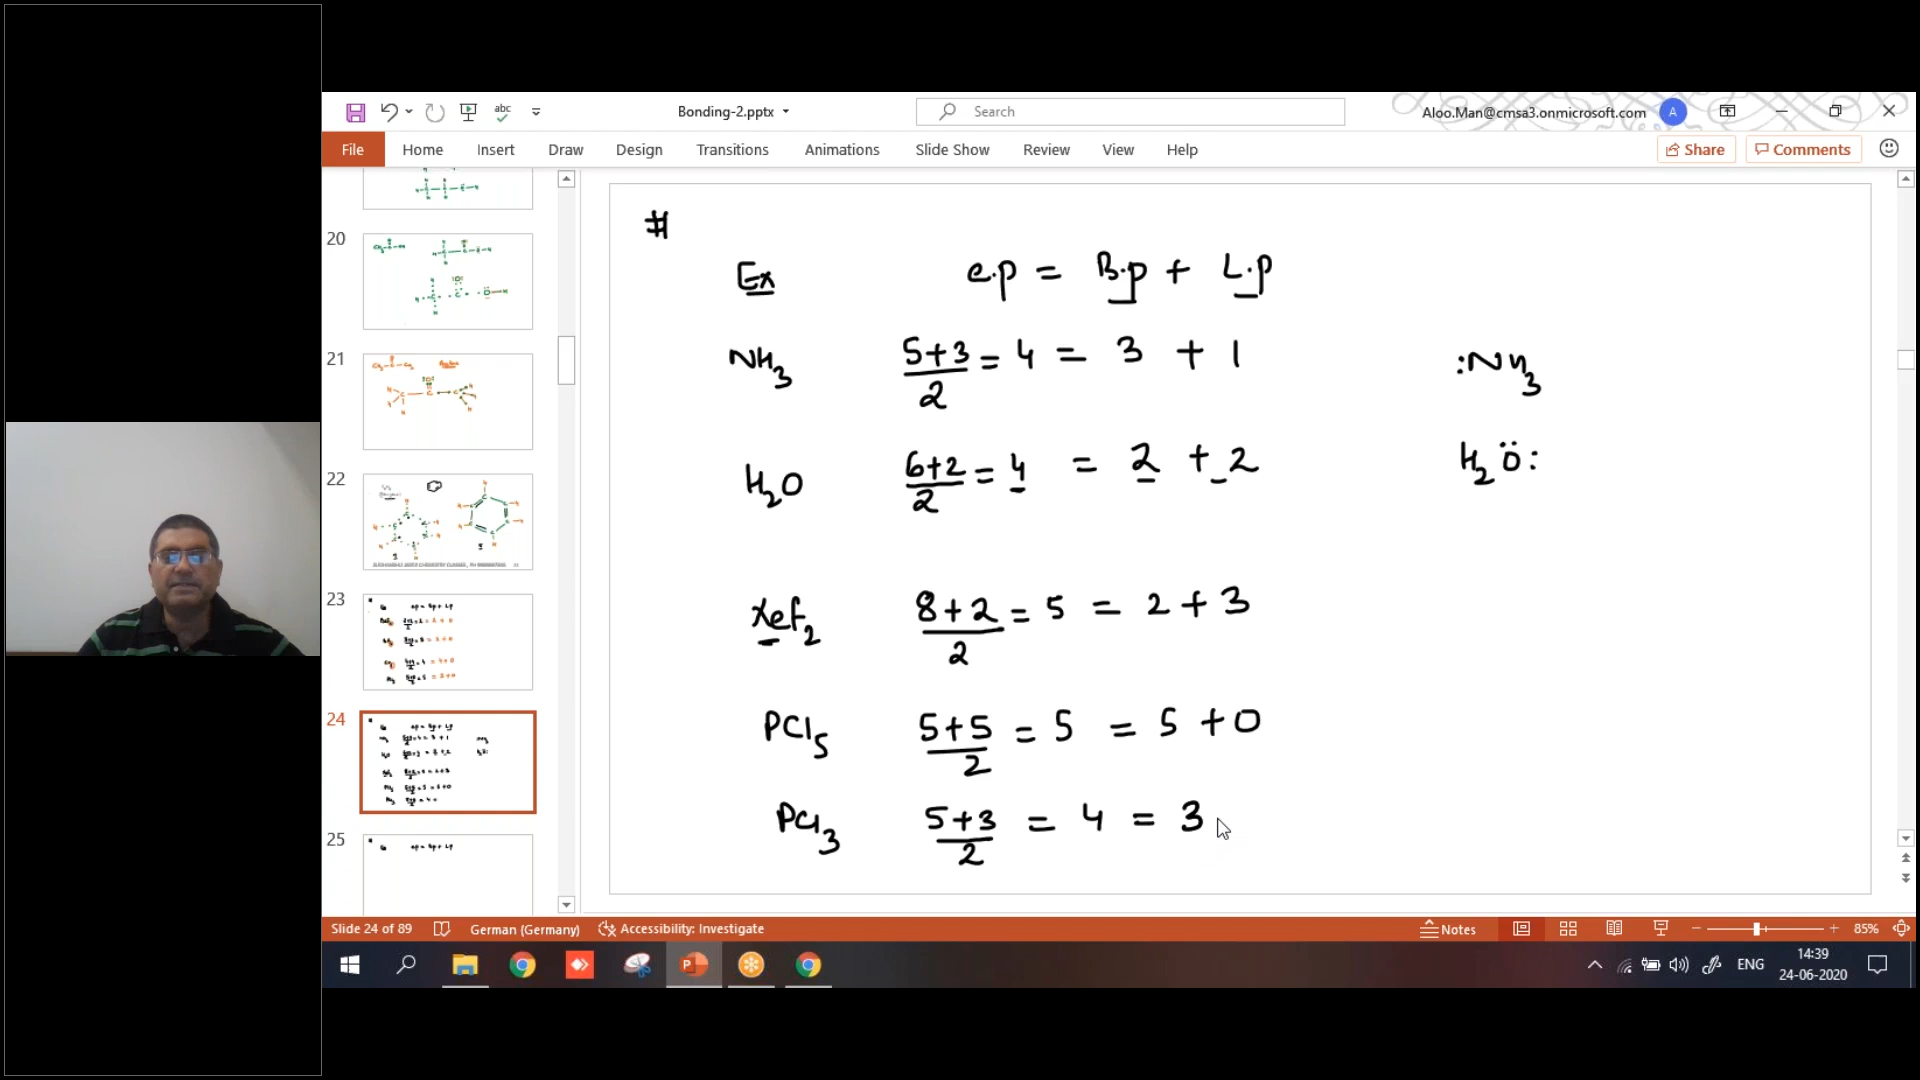 Bonding-2.pptx
Search
Aloo.Man@cmsa3.onmicrosoft.com
A
File Home Insert Draw Design Transitions Animations Slide Show Review View Help
Share
Comments
20
21
22
23
24
25
#
Ex e.p = B.p + L.p
NH3 5+3/2 = 4 = 3 + 1 :NH3
H2O 6+2/2 = 4 = 2 + 2 H2Ö:
XeF2 8+2/2 = 5 = 2 + 3
PCl5 5+5/2 = 5 = 5 + 0
PCl3 5+3/2 = 4 = 3
Slide 24 of 89
German (Germany)
Accessibility: Investigate
Notes
85%
ENG
14:39
24-06-2020